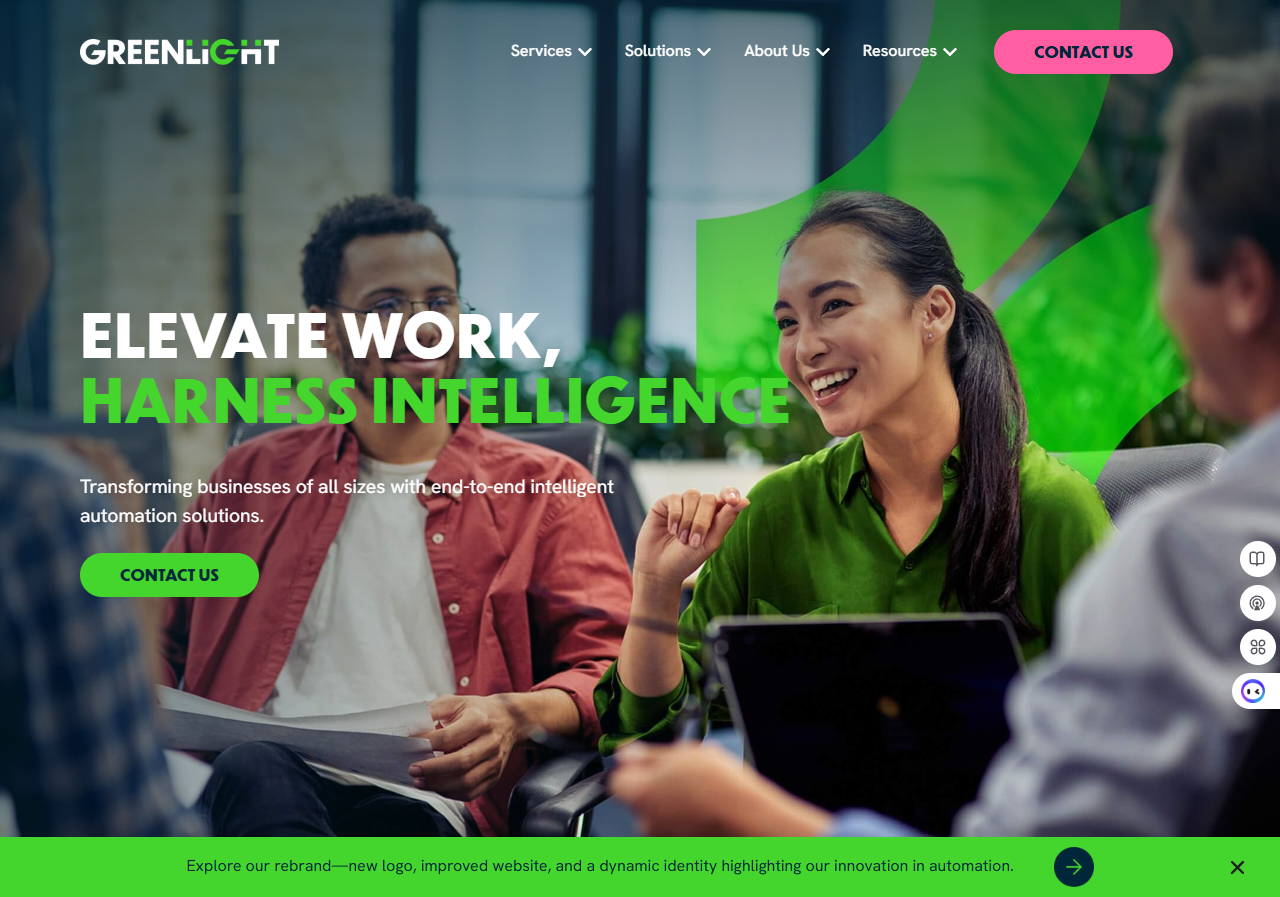 GREENLIGHT
Services
Solutions
About Us
Resources
CONTACT US
ELEVATE WORK,
HARNESS INTELLIGENCE
Transforming businesses of all sizes with end-to-end intelligent
automation solutions.
CONTACT US
Explore our rebrand—new logo, improved website, and a dynamic identity highlighting our innovation in automation.